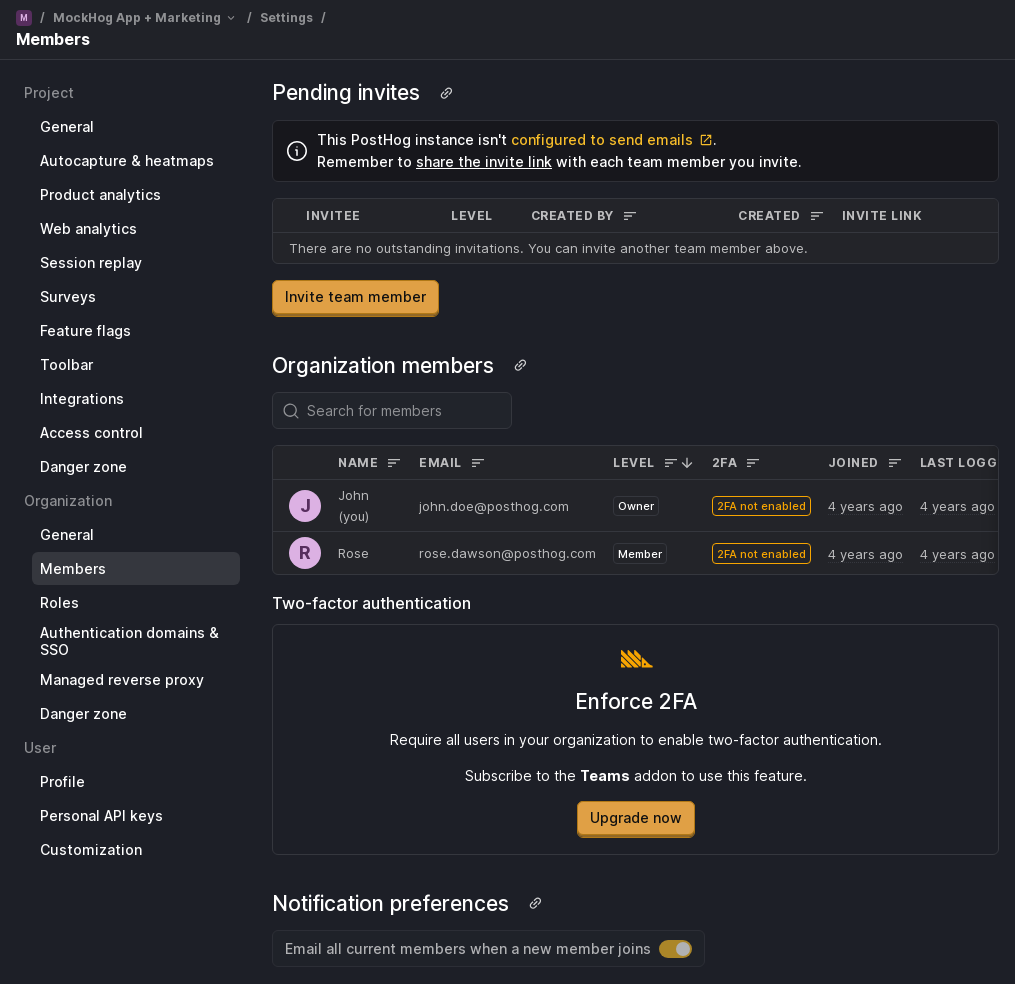 M / MockHog App + Marketing / Settings /
Members
Project
General
Autocapture & heatmaps
Product analytics
Web analytics
Session replay
Surveys
Feature flags
Toolbar
Integrations
Access control
Danger zone
Organization
General
Members
Roles
Authentication domains &
SSO
Managed reverse proxy
Danger zone
User
Profile
Personal API keys
Customization
Pending invites
This PostHog instance isn't configured to send emails.
Remember to share the invite link with each team member you invite.
INVITEE LEVEL CREATED BY CREATED INVITE LINK
There are no outstanding invitations. You can invite another team member above.
Invite team member
Organization members
Search for members
NAME EMAIL LEVEL 2FA JOINED LAST LOGG
J John
(you) john.doe@posthog.com Owner 2FA not enabled 4 years ago 4 years ago
R Rose rose.dawson@posthog.com Member 2FA not enabled 4 years ago 4 years ago
Two-factor authentication
Enforce 2FA
Require all users in your organization to enable two-factor authentication.
Subscribe to the Teams addon to use this feature.
Upgrade now
Notification preferences
Email all current members when a new member joins